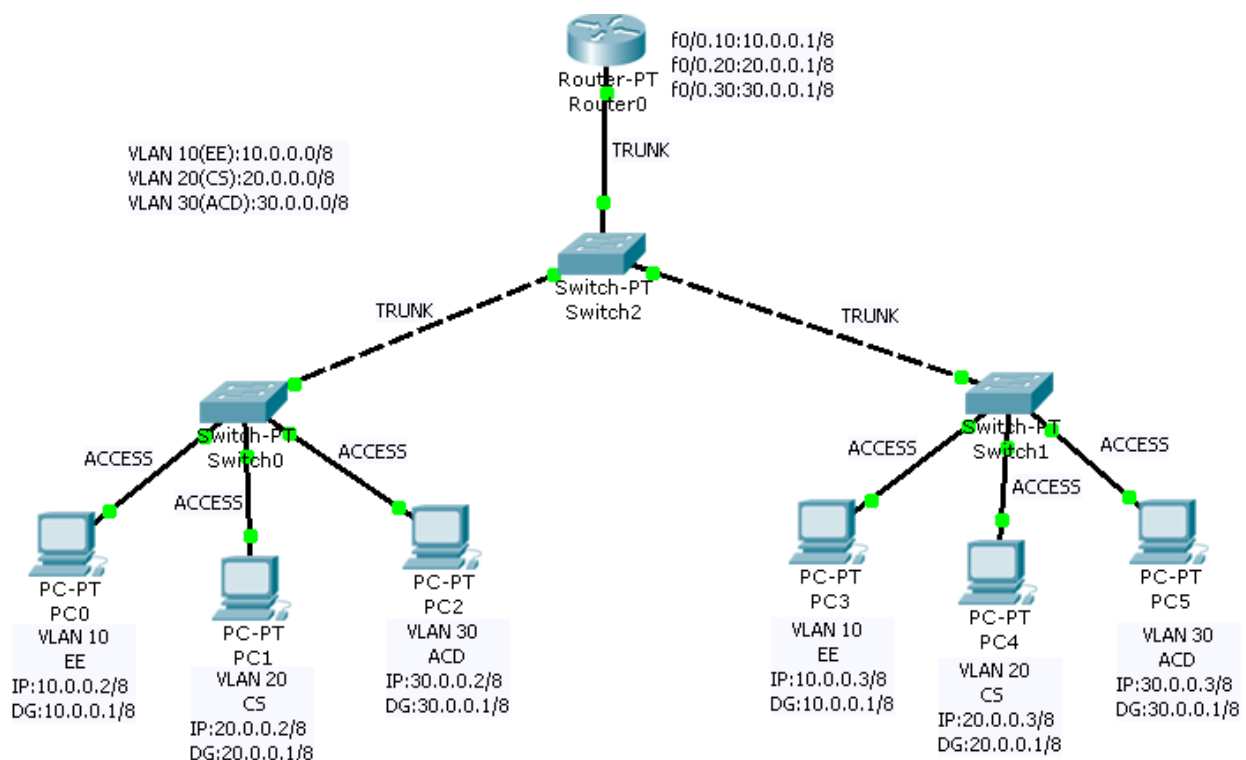 f0/0.10:10.0.0.1/8
f0/0.20:20.0.0.1/8
f0/0.30:30.0.0.1/8
Router-PT
Router0
TRUNK
VLAN 10(EE):10.0.0.0/8
VLAN 20(CS):20.0.0.0/8
VLAN 30(ACD):30.0.0.0/8
Switch-PT
Switch2
TRUNK
TRUNK
Switch-PT
Switch0
ACCESS
ACCESS
ACCESS
Switch-PT
Switch1
ACCESS
ACCESS
ACCESS
PC-PT
PC0
VLAN 10
EE
IP:10.0.0.2/8
DG:10.0.0.1/8
PC-PT
PC1
VLAN 20
CS
IP:20.0.0.2/8
DG:20.0.0.1/8
PC-PT
PC2
VLAN 30
ACD
IP:30.0.0.2/8
DG:30.0.0.1/8
PC-PT
PC3
VLAN 10
EE
IP:10.0.0.3/8
DG:10.0.0.1/8
PC-PT
PC4
VLAN 20
CS
IP:20.0.0.3/8
DG:20.0.0.1/8
PC-PT
PC5
VLAN 30
ACD
IP:30.0.0.3/8
DG:30.0.0.1/8